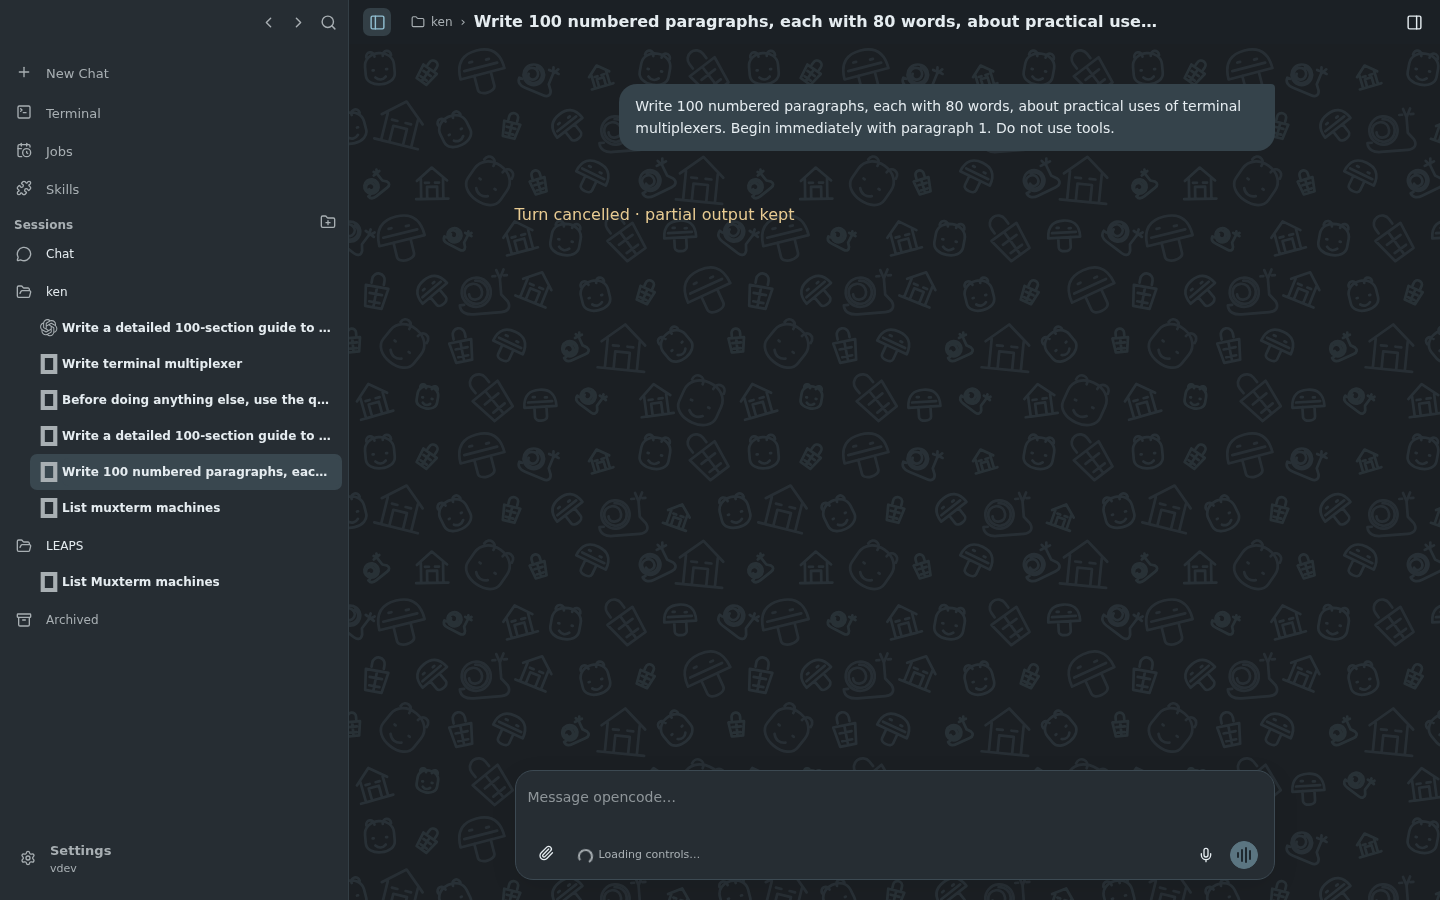 ken › Write 100 numbered paragraphs, each with 80 words, about practical use…
New Chat
Terminal
Jobs
Skills
Sessions
Chat
ken
Write a detailed 100-section guide to …
Write terminal multiplexer
Before doing anything else, use the q…
Write a detailed 100-section guide to …
Write 100 numbered paragraphs, eac…
List muxterm machines
LEAPS
List Muxterm machines
Archived
Settings
vdev
Write 100 numbered paragraphs, each with 80 words, about practical uses of terminal
multiplexers. Begin immediately with paragraph 1. Do not use tools.
Turn cancelled · partial output kept
Message opencode…
Loading controls…